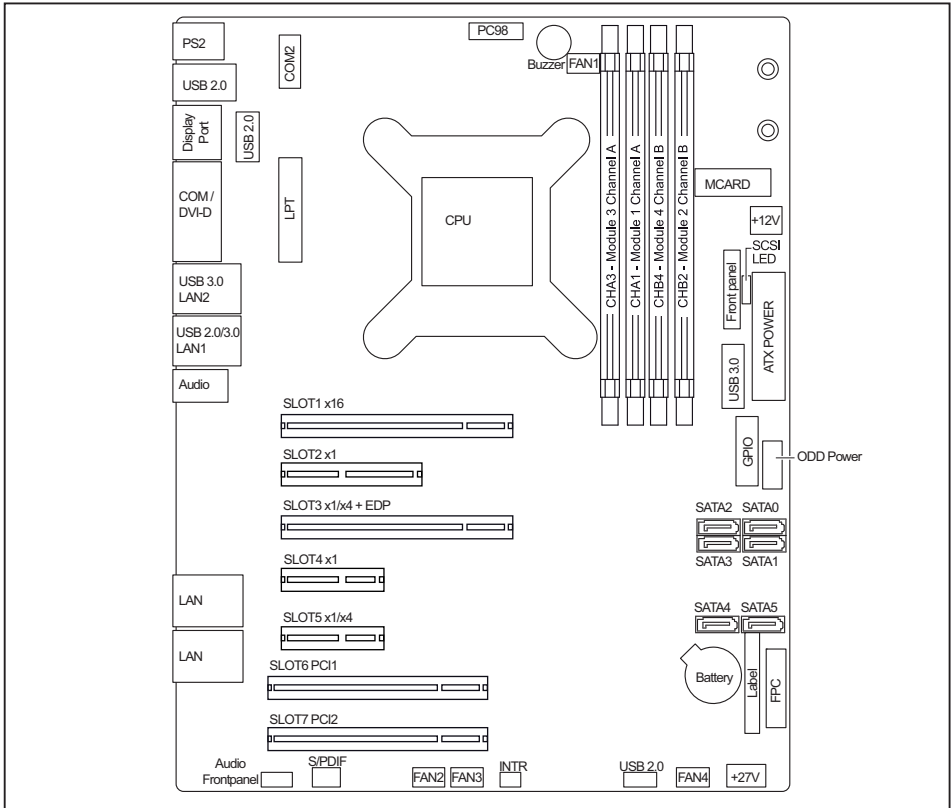 PC98
PS2
COM2
Buzzer
FAN1
USB 2.0
Display
Port
USB 2.0
COM /
DVI-D
LPT
CPU
CHA3 - Module 3 Channel A
CHA1 - Module 1 Channel A
CHB4 - Module 4 Channel B
CHB2 - Module 2 Channel B
MCARD
+12V
SCSI
LED
Front panel
ATX POWER
USB 3.0
LAN2
USB 2.0/3.0
LAN1
Audio
USB 3.0
SLOT1 x16
GPIO
ODD Power
SLOT2 x1
SLOT3 x1/x4 + EDP
SATA2
SATA0
SATA3
SATA1
SLOT4 x1
LAN
SATA4
SATA5
SLOT5 x1/x4
LAN
SLOT6 PCI1
Battery
Label
FPC
SLOT7 PCI2
Audio
Frontpanel
S/PDIF
FAN2
FAN3
INTR
USB 2.0
FAN4
+27V